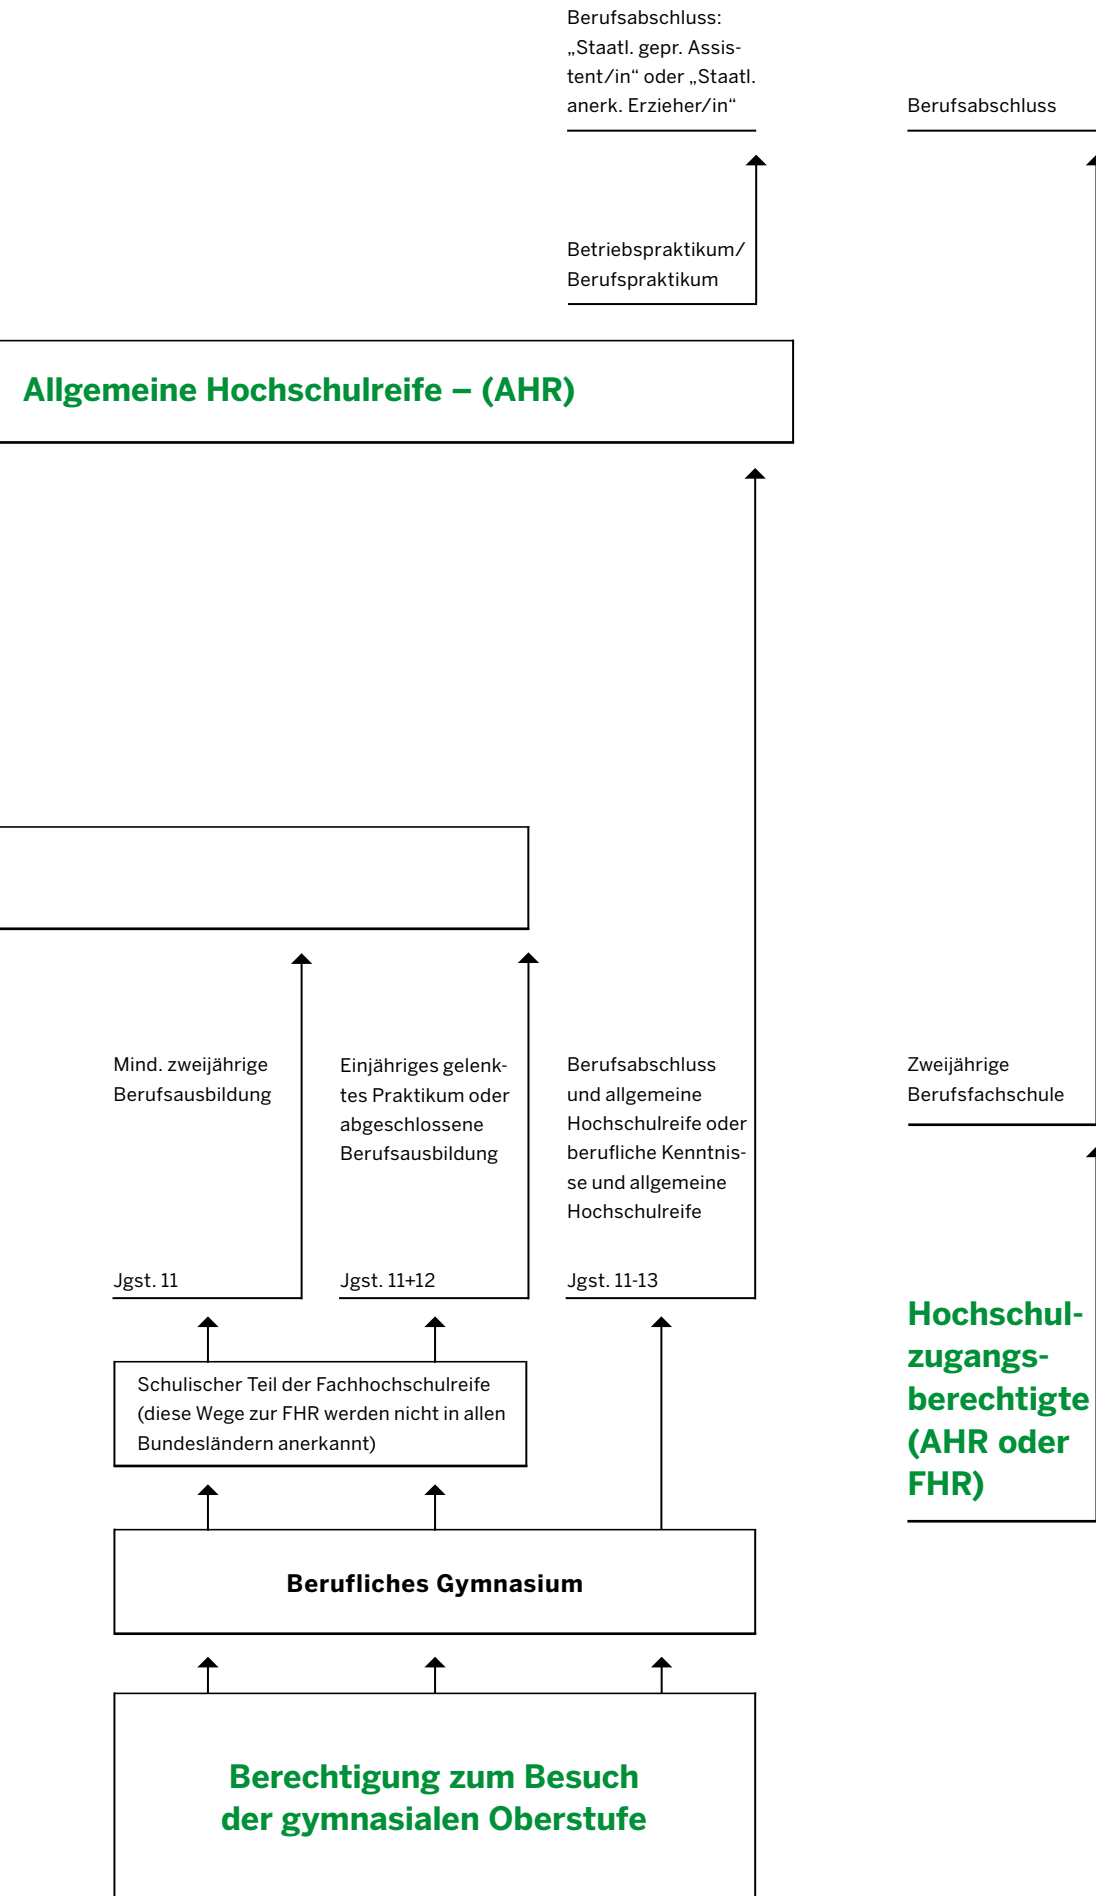 Berufsabschluss:
„Staatl. gepr. Assis-
tent/in“ oder „Staatl.
anerk. Erzieher/in“
Berufsabschluss
Betriebspraktikum/
Berufspraktikum
Allgemeine Hochschulreife – (AHR)
Mind. zweijährige
Berufsausbildung
Jgst. 11
Einjähriges gelenk-
tes Praktikum oder
abgeschlossene
Berufsausbildung
Jgst. 11+12
Berufsabschluss
und allgemeine
Hochschulreife oder
berufliche Kenntnis-
se und allgemeine
Hochschulreife
Jgst. 11-13
Zweijährige
Berufsfachschule
Hochschul-
zugangs-
berechtigte
(AHR oder
FHR)
Schulischer Teil der Fachhochschulreife
(diese Wege zur FHR werden nicht in allen
Bundesländern anerkannt)
Berufliches Gymnasium
Berechtigung zum Besuch
der gymnasialen Oberstufe